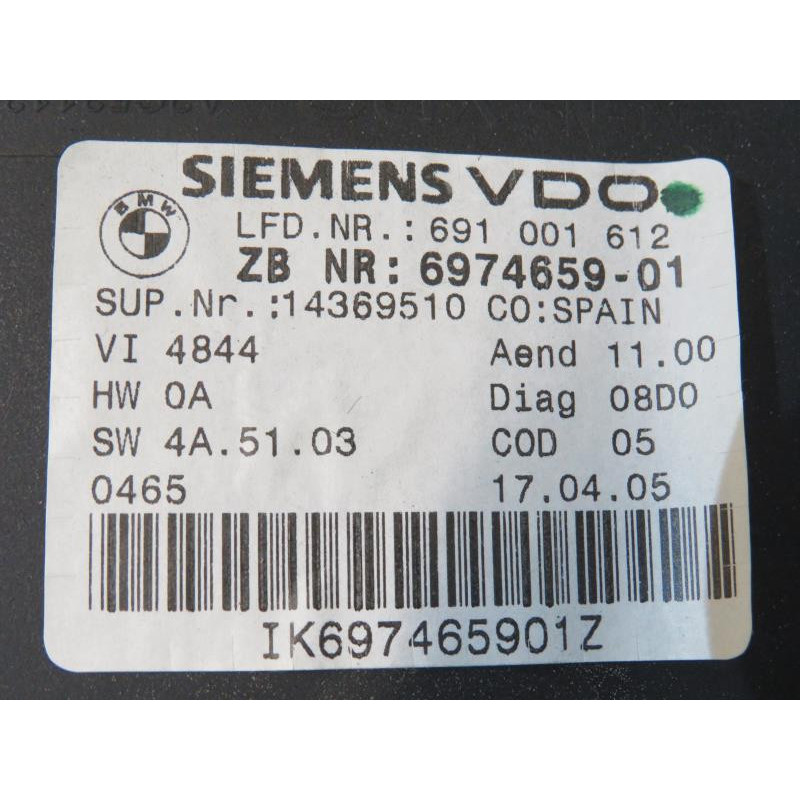 SIEMENS VDO
BMW
LFD.NR.:691 001 612
ZB NR:6974659-01
SUP.Nr.:14369510 CO:SPAIN
VI 4844 Aend 11.00
HW 0A Diag 08D0
SW 4A.51.03 COD 05
0465 17.04.05
IK697465901Z